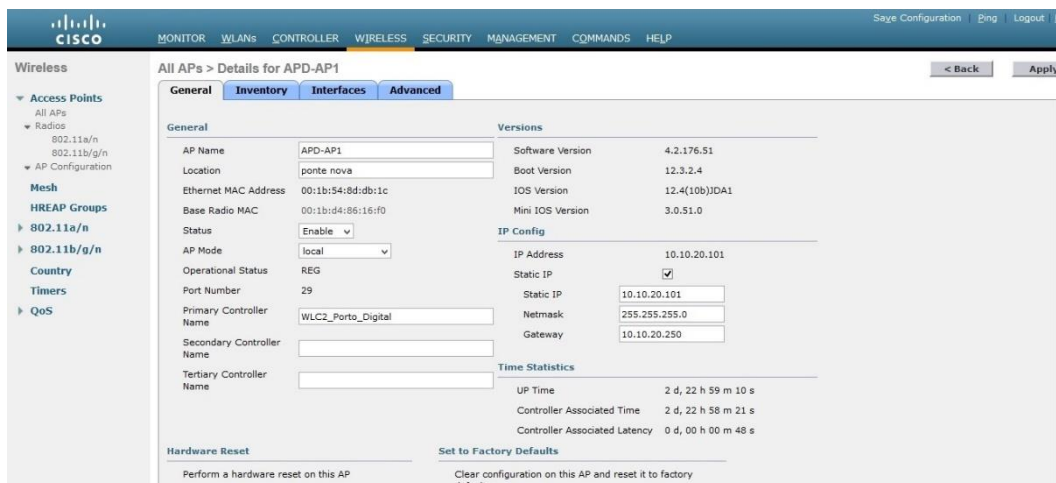 Save Configuration | Ping | Logout
CISCO
MONITOR WLANs CONTROLLER WIRELESS SECURITY MANAGEMENT COMMANDS HELP
Wireless
Access Points
All APs
Radios
802.11a/n
802.11b/g/n
AP Configuration
Mesh
HREAP Groups
802.11a/n
802.11b/g/n
Country
Timers
QoS
All APs > Details for APD-AP1
< Back
Apply
General Inventory Interfaces Advanced
General
AP Name APD-AP1
Location ponte nova
Ethernet MAC Address 00:1b:54:8d:db:1c
Base Radio MAC 00:1b:d4:86:16:f0
Status Enable
AP Mode local
Operational Status REG
Port Number 29
Primary Controller
Name
WLC2_Porto_Digital
Secondary Controller
Name
Tertiary Controller
Name
Versions
Software Version 4.2.176.51
Boot Version 12.3.2.4
IOS Version 12.4(10b)JDA1
Mini IOS Version 3.0.51.0
IP Config
IP Address 10.10.20.101
Static IP
Static IP 10.10.20.101
Netmask 255.255.255.0
Gateway 10.10.20.250
Time Statistics
UP Time 2 d, 22 h 59 m 10 s
Controller Associated Time 2 d, 22 h 58 m 21 s
Controller Associated Latency 0 d, 00 h 00 m 48 s
Hardware Reset
Perform a hardware reset on this AP
Set to Factory Defaults
Clear configuration on this AP and reset it to factory